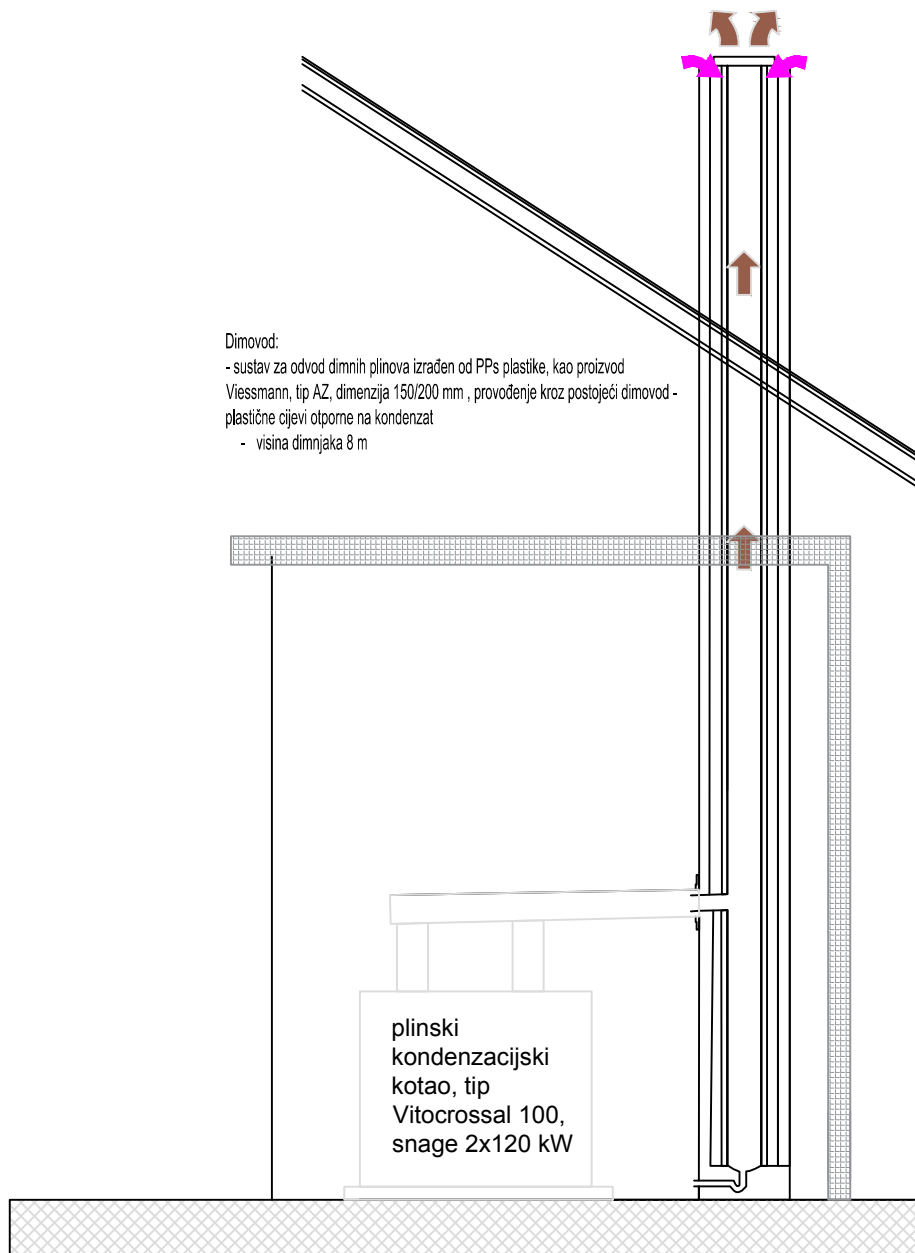 Dimovod:
- sustav za odvod dimnih plinova izrađen od PPs plastike, kao proizvod
Viessmann, tip AZ, dimenzija 150/200 mm , provođenje kroz postojeći dimovod -
plastične cijevi otporne na kondenzat
- visina dimnjaka 8 m
plinski
kondenzacijski
kotao, tip
Vitocrossal 100,
snage 2x120 kW